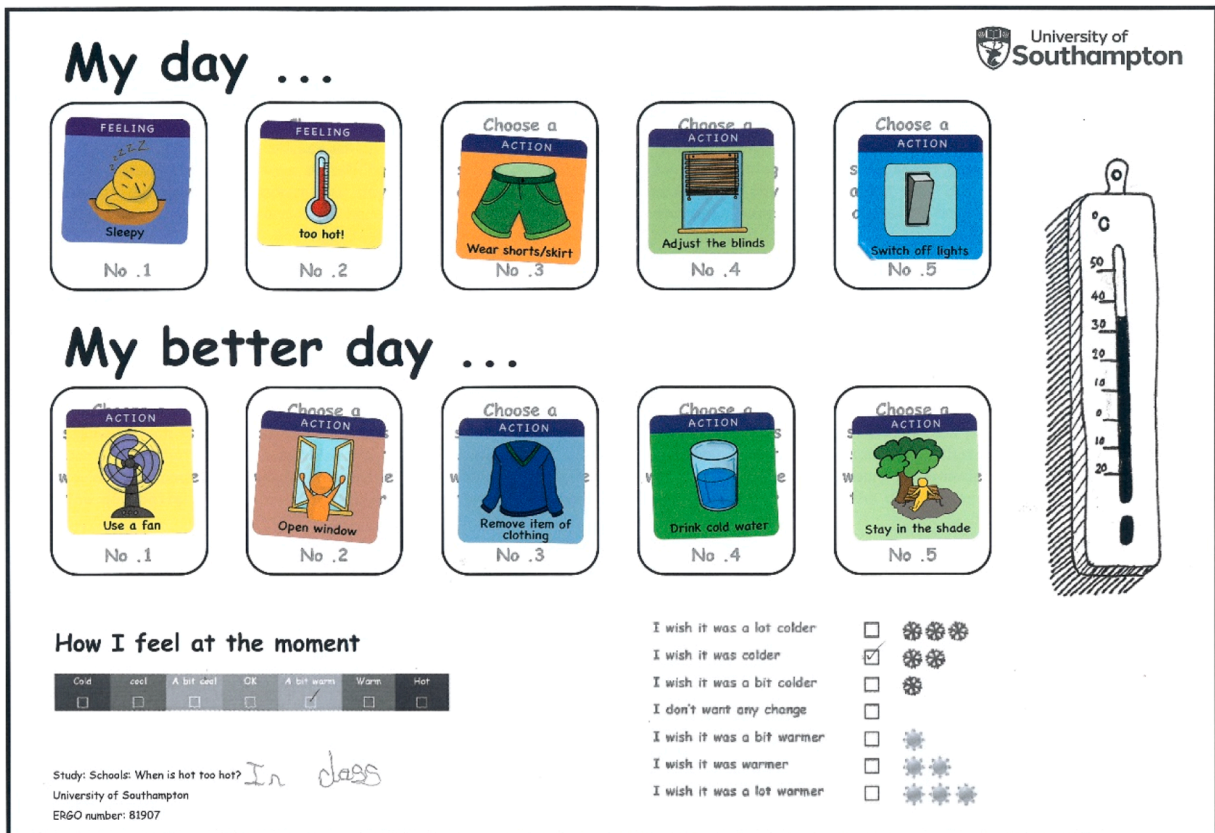 My day ...
University of
Southampton
FEELING
zzzzz
Sleepy
No .1
FEELING
too hot!
No .2
Choose a
ACTION
Wear shorts/skirt
No .3
Choose a
ACTION
Adjust the blinds
No .4
Choose a
ACTION
Switch off lights
No .5
°C
50
40
30
20
10
0
10
20
My better day ...
ACTION
Use a fan
No .1
Choose a
ACTION
Open window
No .2
Choose a
ACTION
Remove item of
clothing
No .3
Choose a
ACTION
Drink cold water
No .4
Choose a
ACTION
Stay in the shade
No .5
How I feel at the moment
Cold cool A bit cool OK A bit warm Warm Hot
I wish it was a lot colder
I wish it was colder
I wish it was a bit colder
I don't want any change
I wish it was a bit warmer
I wish it was warmer
I wish it was a lot warmer
Study: Schools: When is hot too hot? In class
University of Southampton
ERGO number: 81907